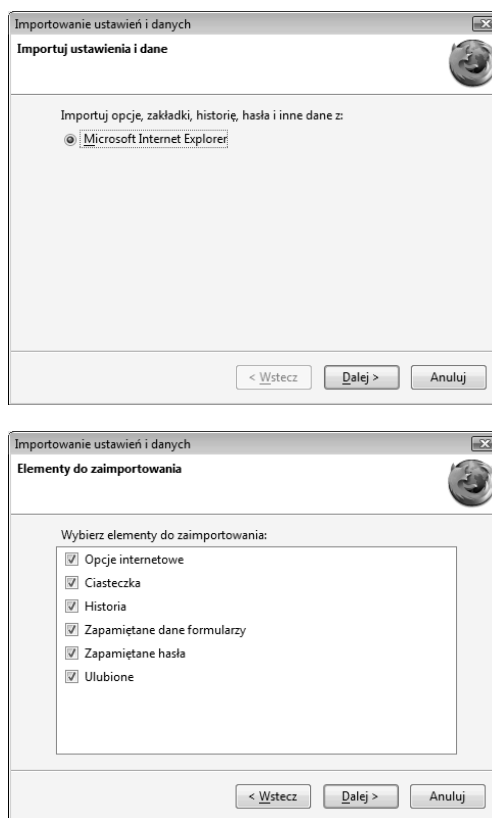 Importowanie ustawień i danych
Importuj ustawienia i dane
Importuj opcje, zakładki, historię, hasła i inne dane z:
Microsoft Internet Explorer
< Wstecz Dalej > Anuluj
Importowanie ustawień i danych
Elementy do zaimportowania
Wybierz elementy do zaimportowania:
Opcje internetowe
Ciasteczka
Historia
Zapamiętane dane formularzy
Zapamiętane hasła
Ulubione
< Wstecz Dalej > Anuluj